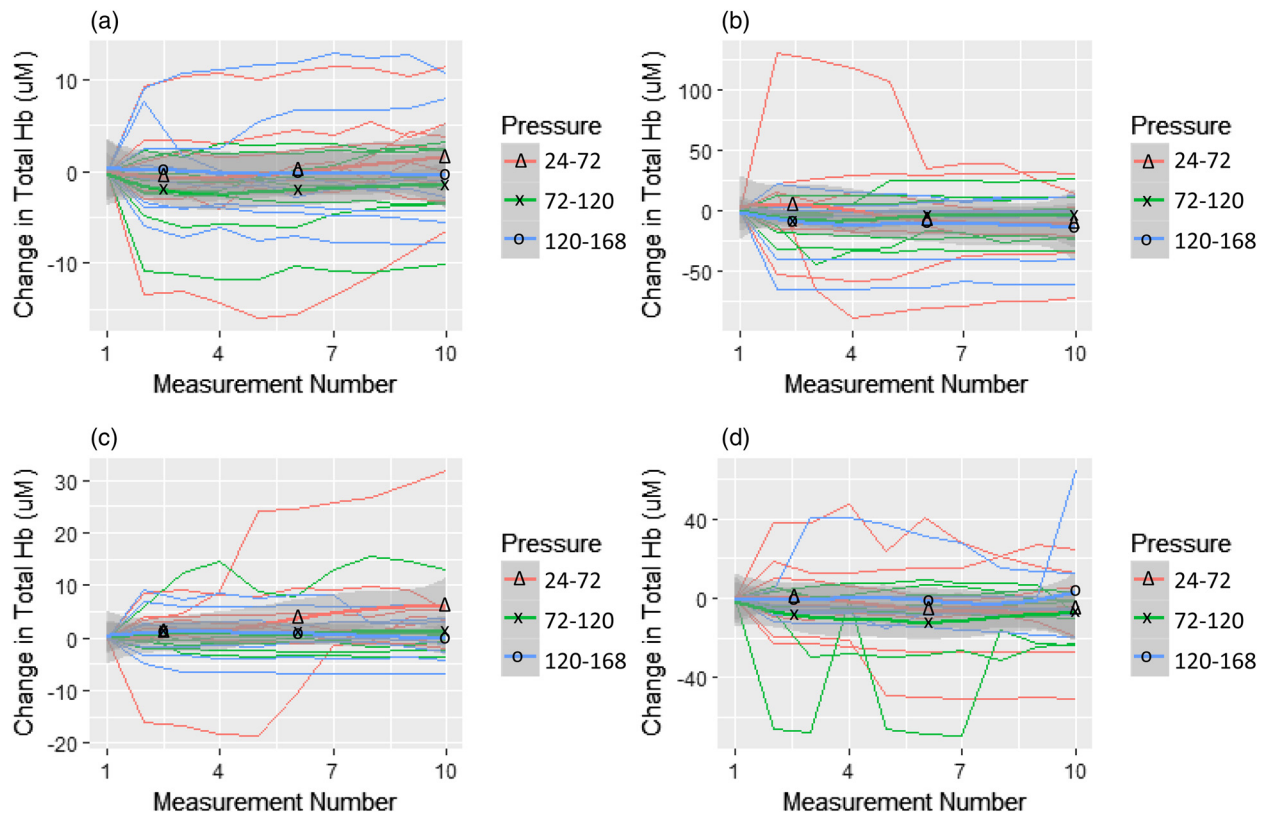 (a)
Change in Total Hb (uM)
10
0
-10
1 4 7 10
Measurement Number
Pressure
24-72
72-120
120-168
(b)
Change in Total Hb (uM)
100
50
0
-50
1 4 7 10
Measurement Number
Pressure
24-72
72-120
120-168
(c)
Change in Total Hb (uM)
30
20
10
0
-10
-20
1 4 7 10
Measurement Number
Pressure
24-72
72-120
120-168
(d)
Change in Total Hb (uM)
40
0
-40
1 4 7 10
Measurement Number
Pressure
24-72
72-120
120-168